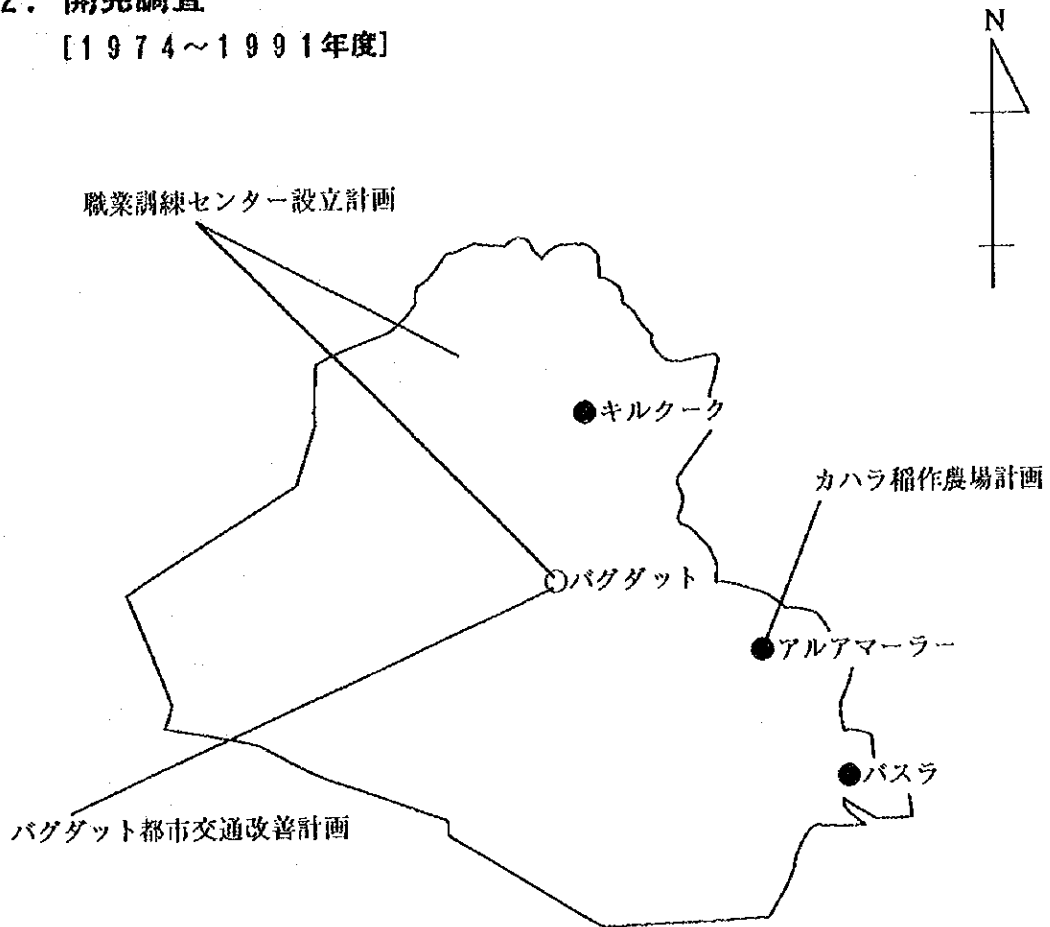 2. 開発調査
[1974～1991年度]
N
職業訓練センター設立計画
キルクーク
カハラ稲作農場計画
バグダット
アルアマーラー
バスラ
バグダット都市交通改善計画